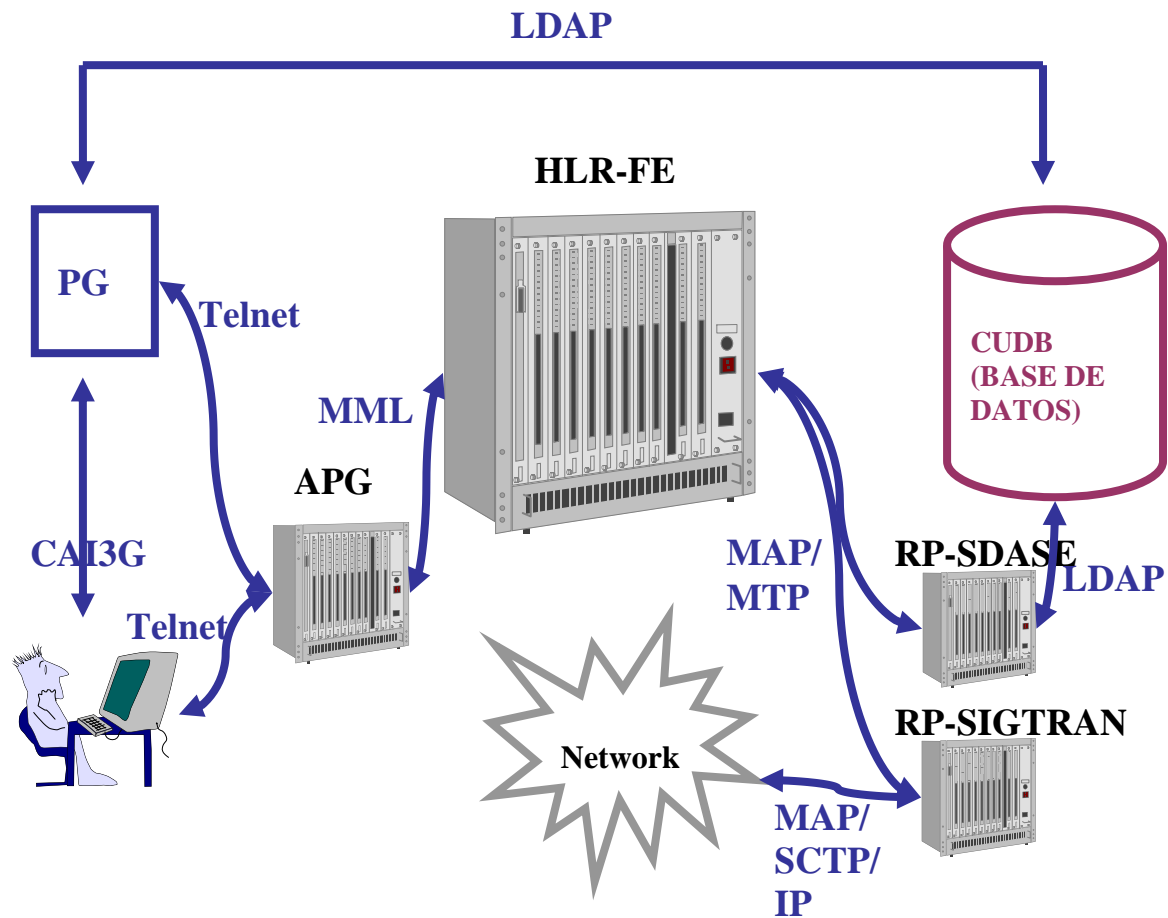 LDAP
HLR-FE
PG
Telnet
CUDB
(BASE DE
DATOS)
MML
APG
CAI3G
Telnet
MAP/
MTP
RP-SDASE
LDAP
RP-SIGTRAN
Network
MAP/
SCTP/
IP